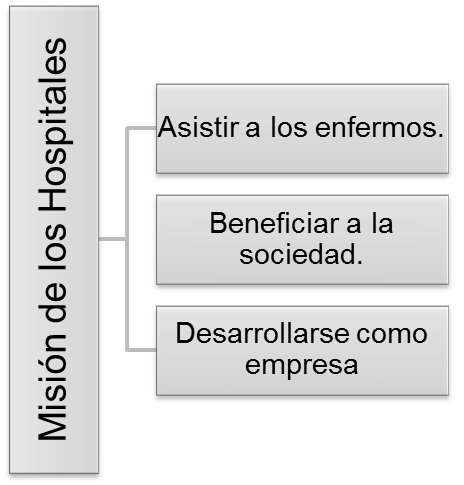 Misión de los Hospitales
Asistir a los enfermos.
Beneficiar a la
sociedad.
Desarrollarse como
empresa